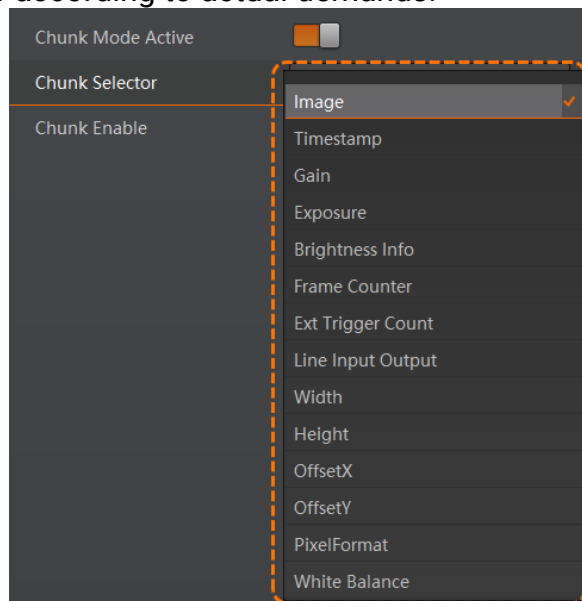 according to actual demands.
Chunk Mode Active
Chunk Selector
Image
Chunk Enable
Timestamp
Gain
Exposure
Brightness Info
Frame Counter
Ext Trigger Count
Line Input Output
Width
Height
OffsetX
OffsetY
PixelFormat
White Balance